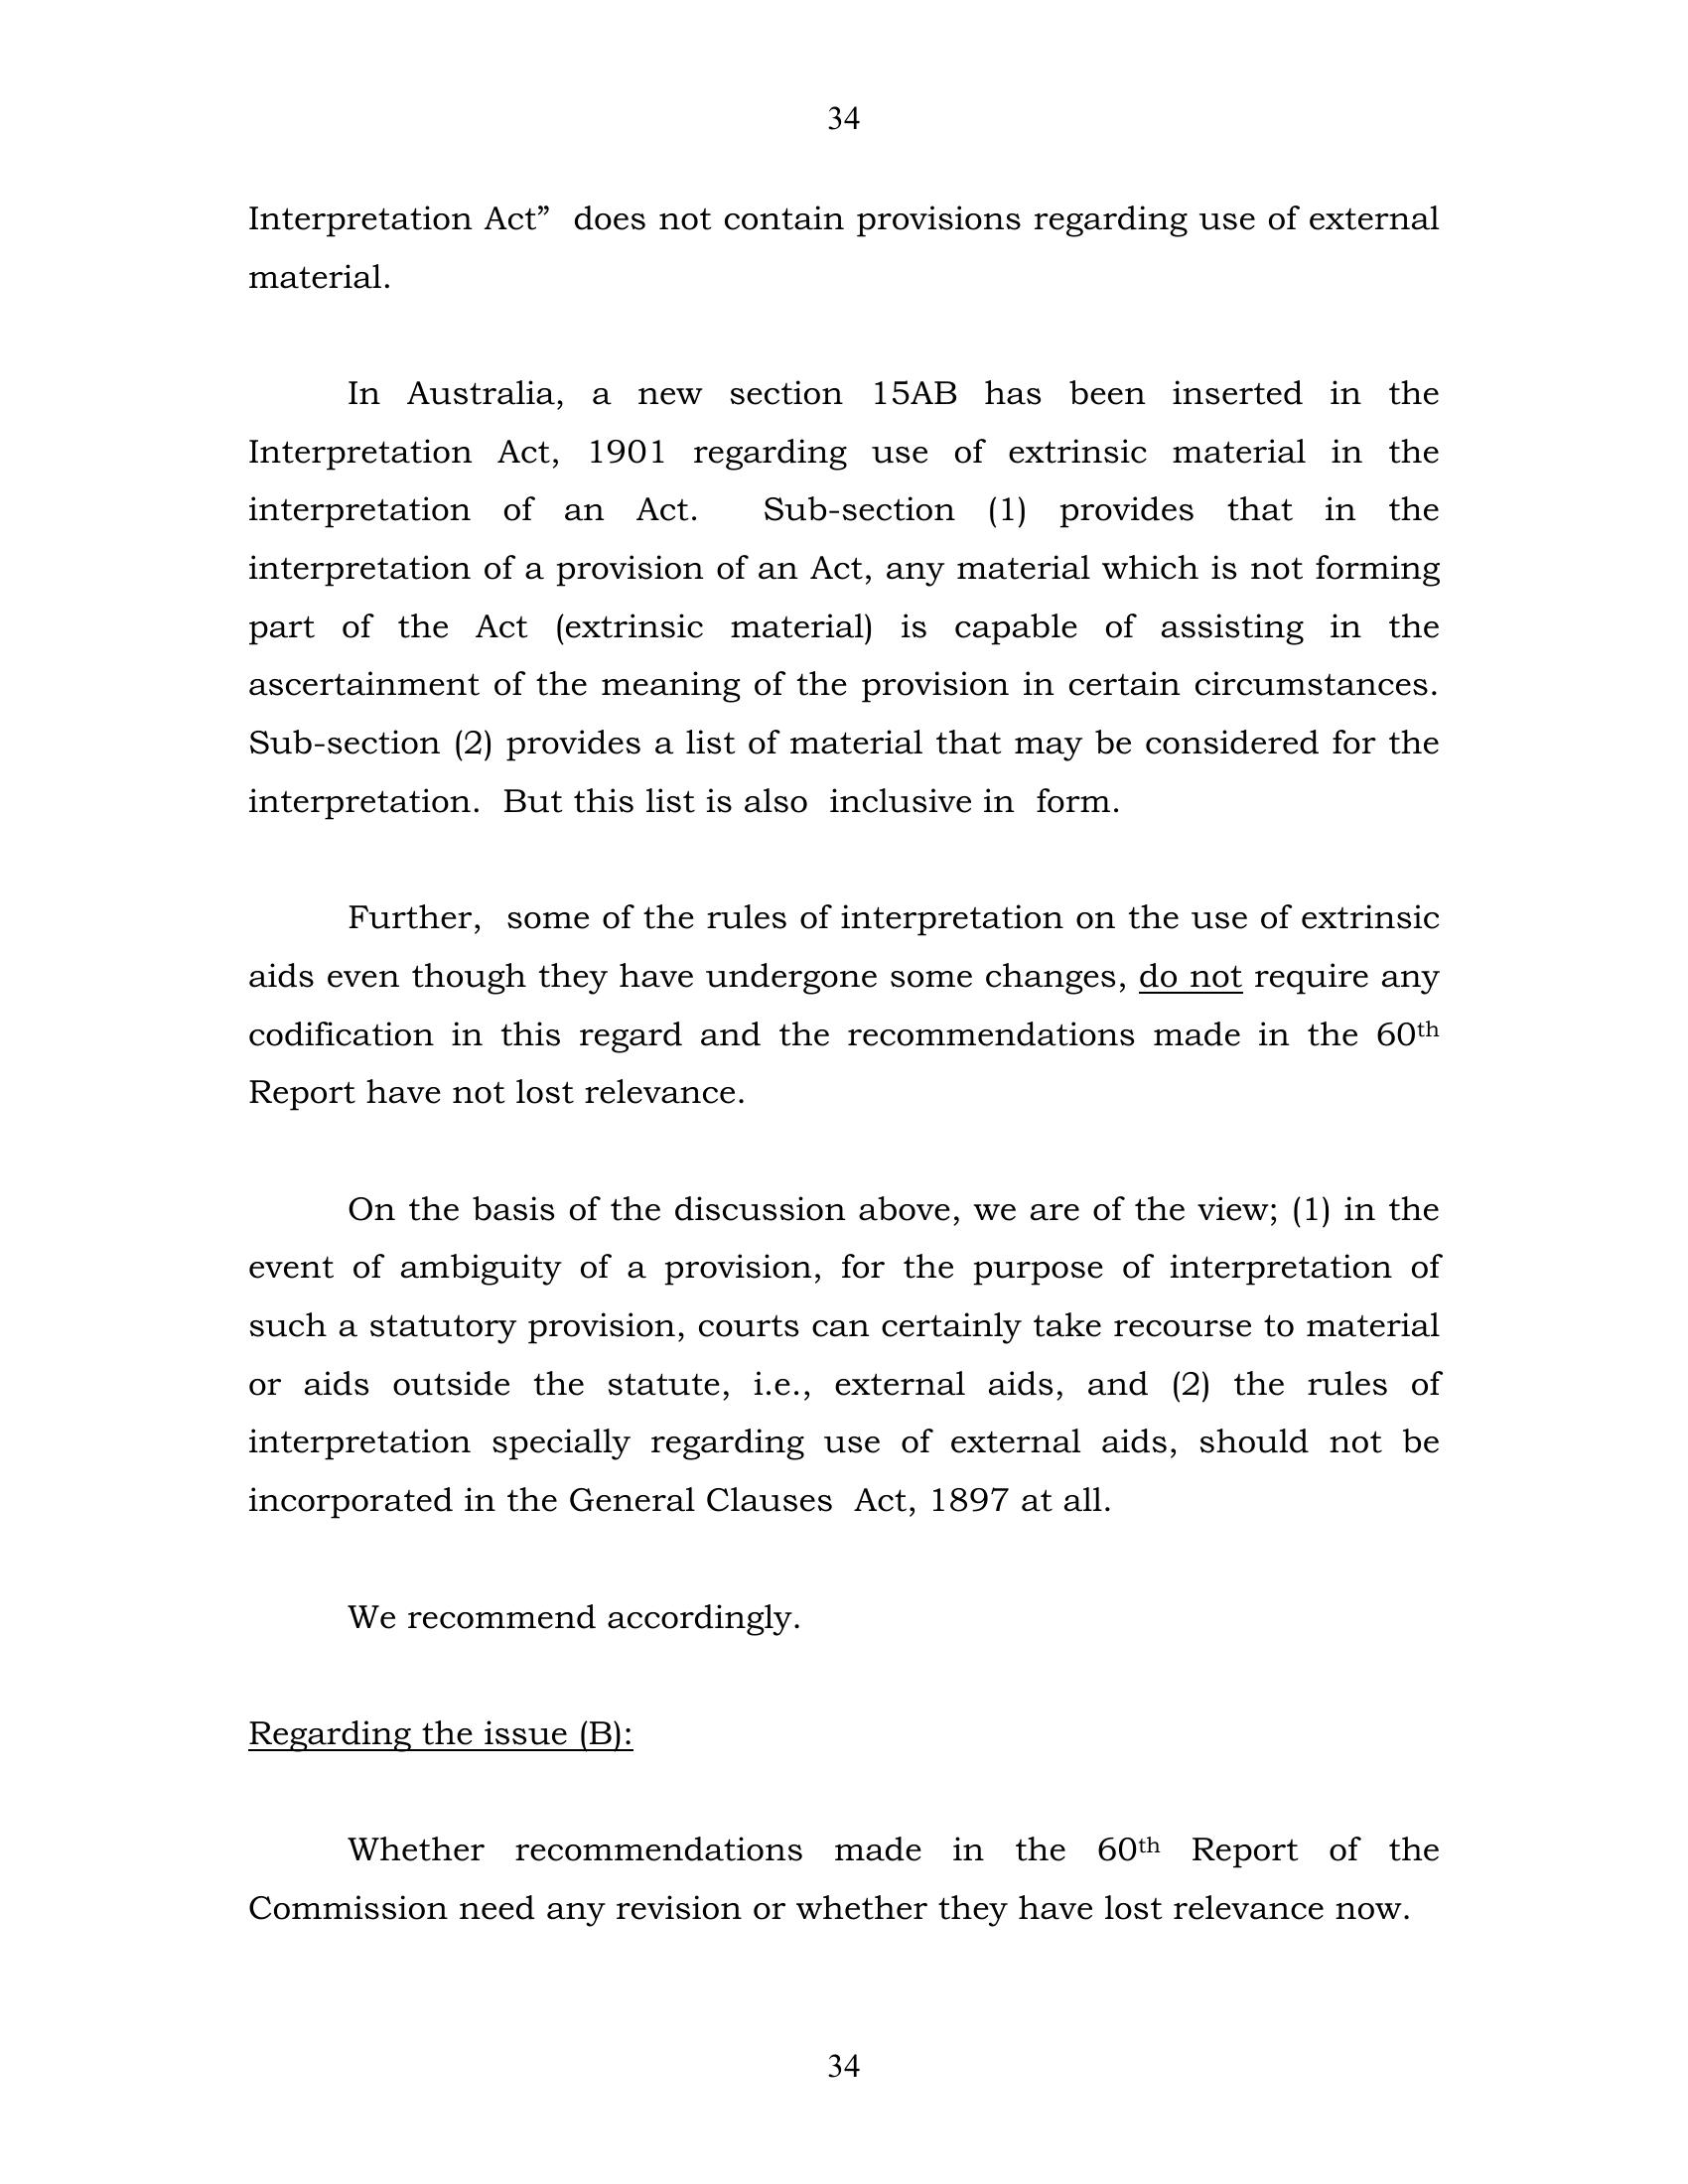 34
Interpretation Act”  does not contain provisions regarding use of external
material.
In Australia, a new section 15AB has been inserted in the
Interpretation Act, 1901 regarding use of extrinsic material in the
interpretation of an Act.  Sub-section (1) provides that in the
interpretation of a provision of an Act, any material which is not forming
part of the Act (extrinsic material) is capable of assisting in the
ascertainment of the meaning of the provision in certain circumstances.
Sub-section (2) provides a list of material that may be considered for the
interpretation.  But this list is also  inclusive in  form.
Further,  some of the rules of interpretation on the use of extrinsic
aids even though they have undergone some changes, do not require any
codification in this regard and the recommendations made in the 60th
Report have not lost relevance.
On the basis of the discussion above, we are of the view; (1) in the
event of ambiguity of a provision, for the purpose of interpretation of
such a statutory provision, courts can certainly take recourse to material
or aids outside the statute, i.e., external aids, and (2) the rules of
interpretation specially regarding use of external aids, should not be
incorporated in the General Clauses  Act, 1897 at all.
We recommend accordingly.
Regarding the issue (B):
Whether recommendations made in the 60th Report of the
Commission need any revision or whether they have lost relevance now.
34